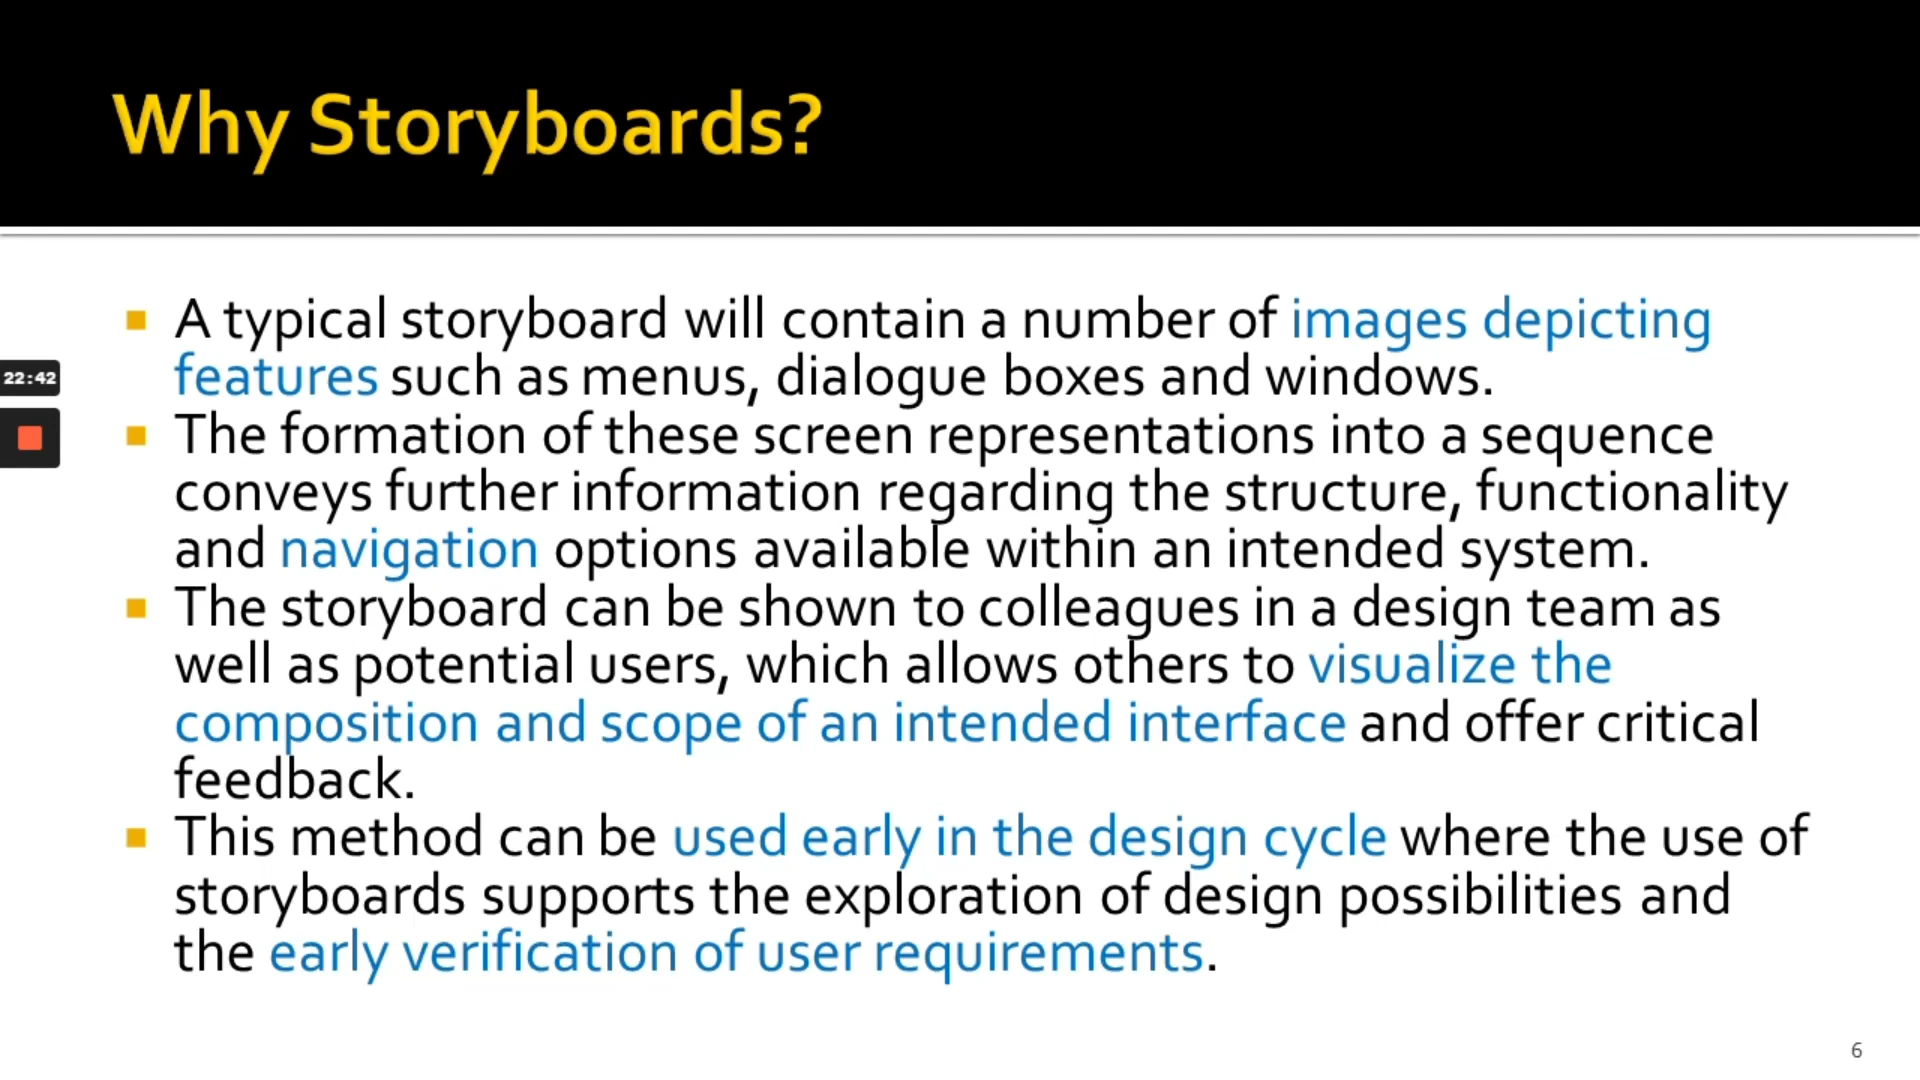 Why Storyboards?
A typical storyboard will contain a number of images depicting
features such as menus, dialogue boxes and windows.
22:42
The formation of these screen representations into a sequence
conveys further information regarding the structure, functionality
and navigation options available within an intended system.
The storyboard can be shown to colleagues in a design team as
well as potential users, which allows others to visualize the
composition and scope of an intended interface and offer critical
feedback.
This method can be used early in the design cycle where the use of
storyboards supports the exploration of design possibilities and
the early verification of user requirements.
6